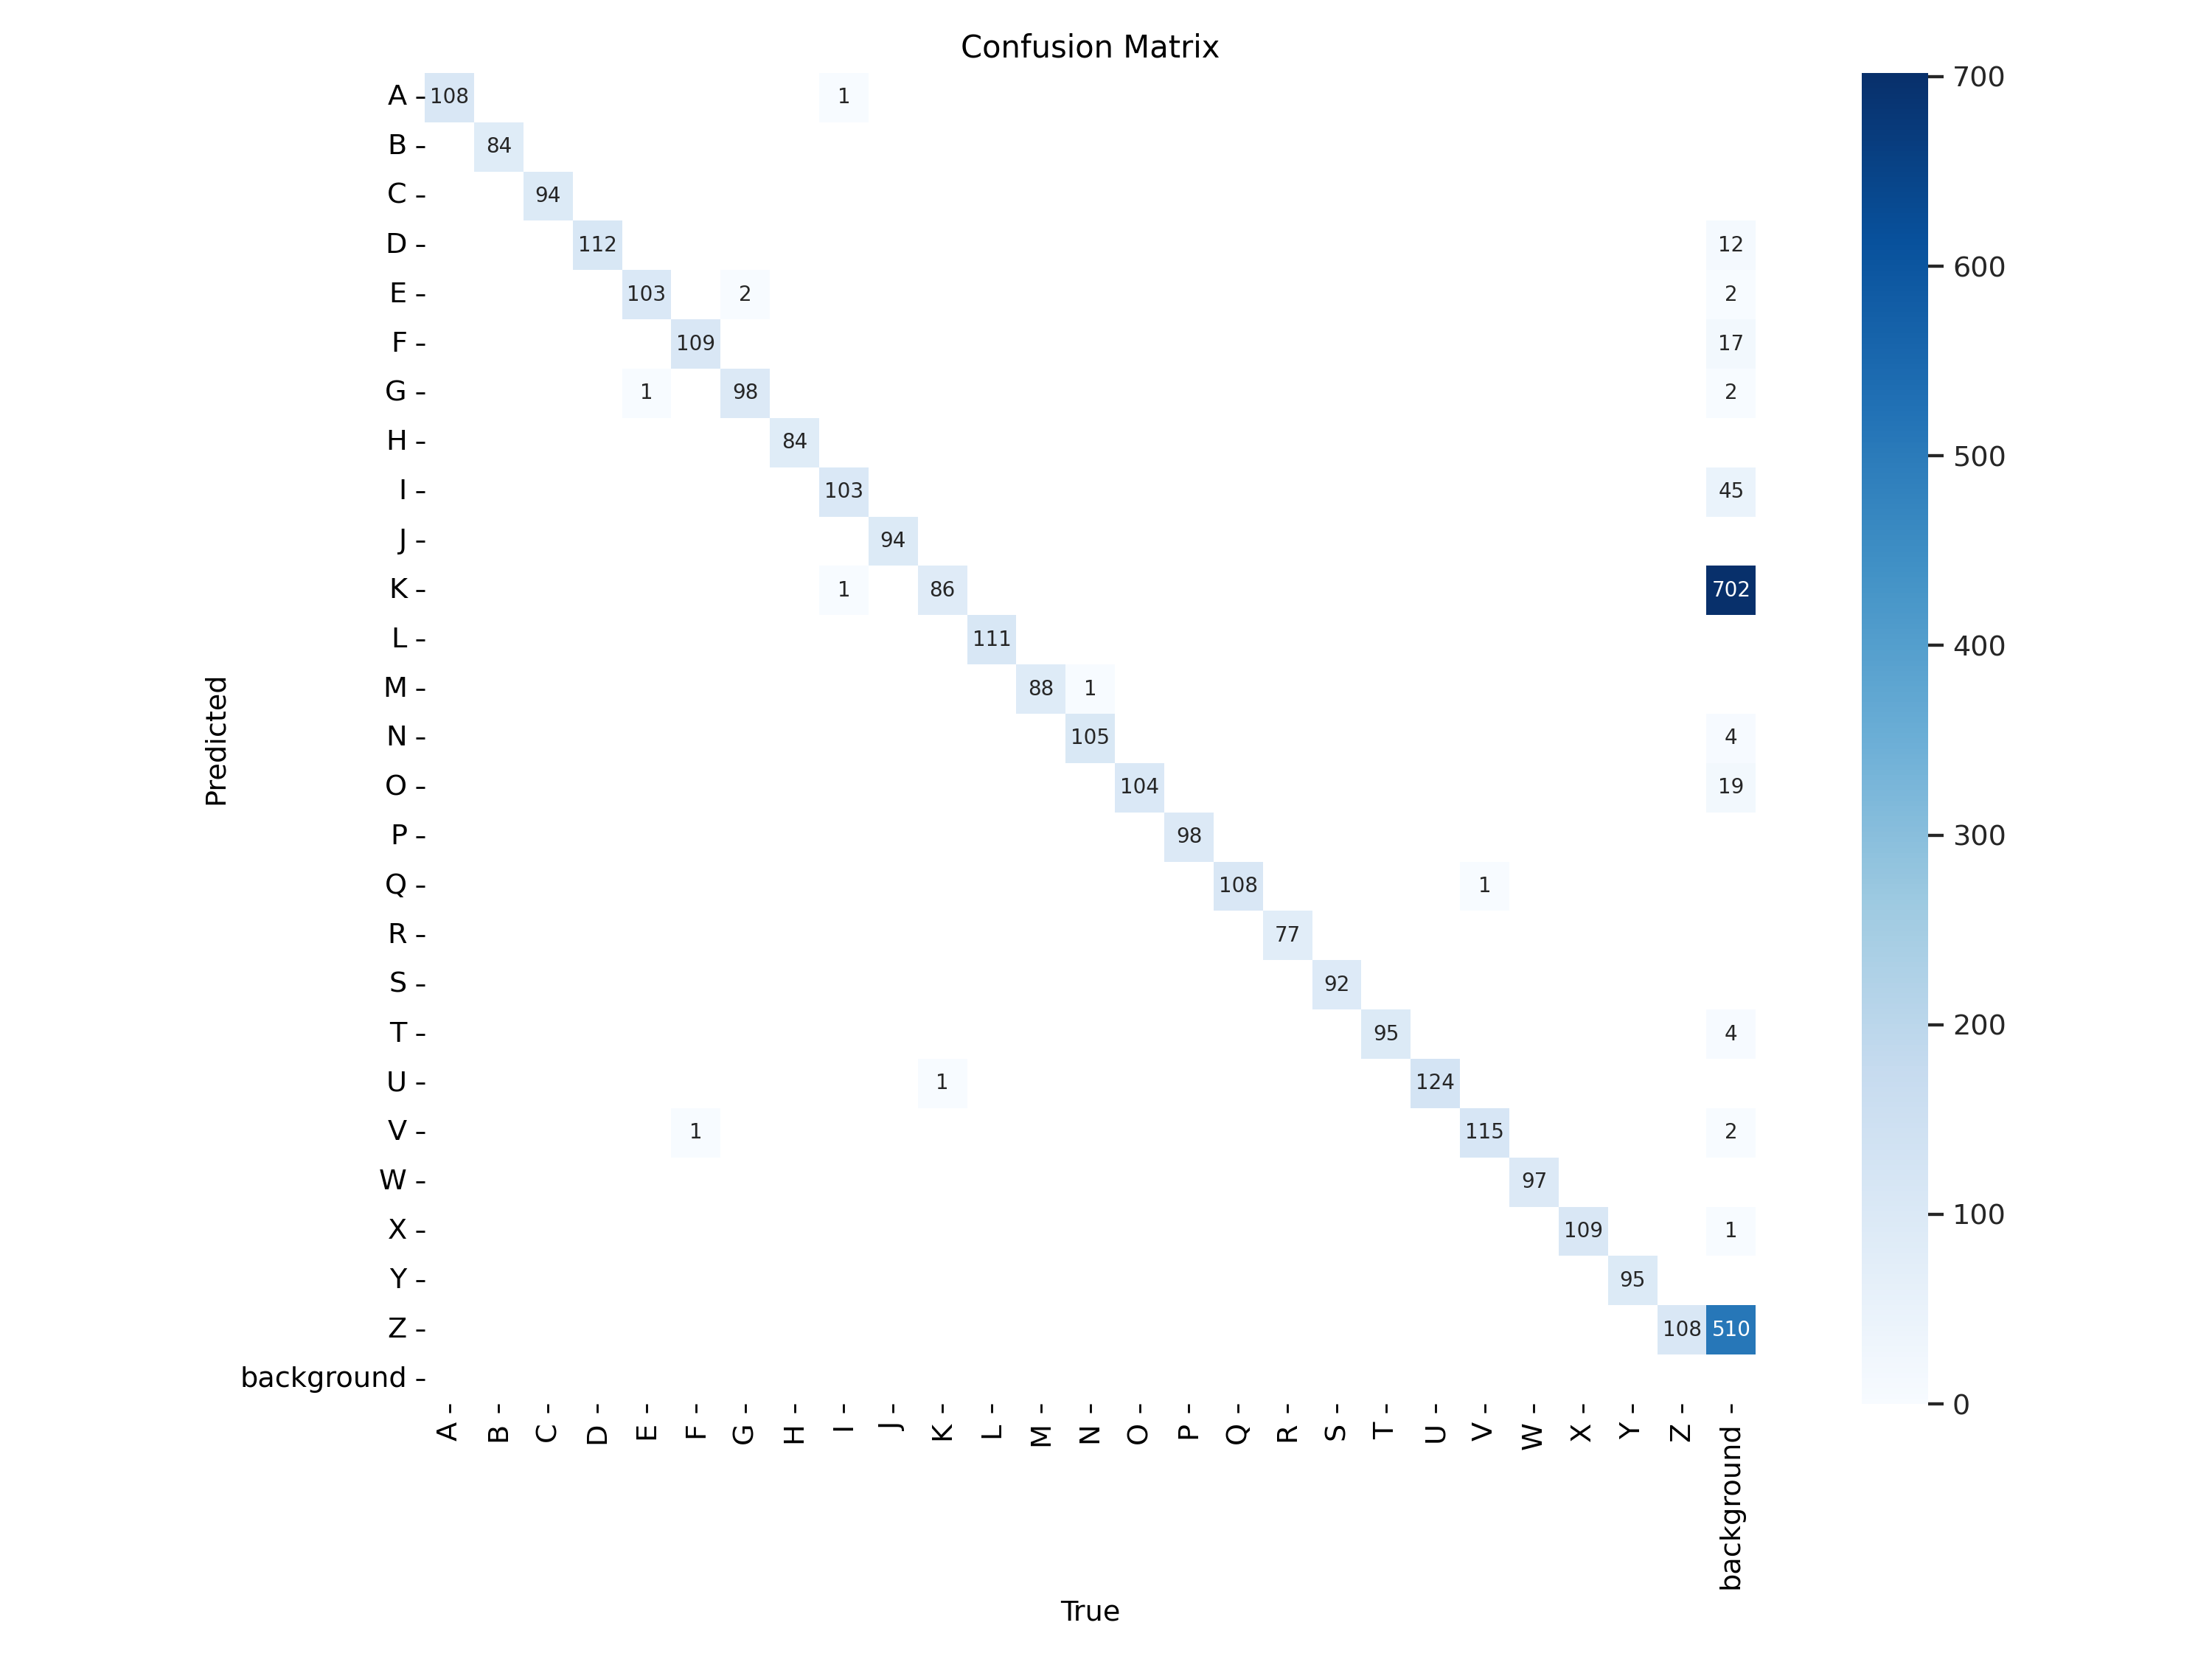 Confusion Matrix
A 108 1
B 84
C 94
D 112 12
E 103 2 2
F 109 17
G 1 98 2
H 84
I 103 45
J 94
K 1 86 702
L 111
M 88 1
N 105 4
O 104 19
P 98
Q 108 1
R 77
S 92
T 95 4
U 1 124
V 1 115 2
W 97
X 109 1
Y 95
Z 108 510
background
A B C D E F G H I J K L M N O P Q R S T U V W X Y Z background
True
Predicted
700
600
500
400
300
200
100
0